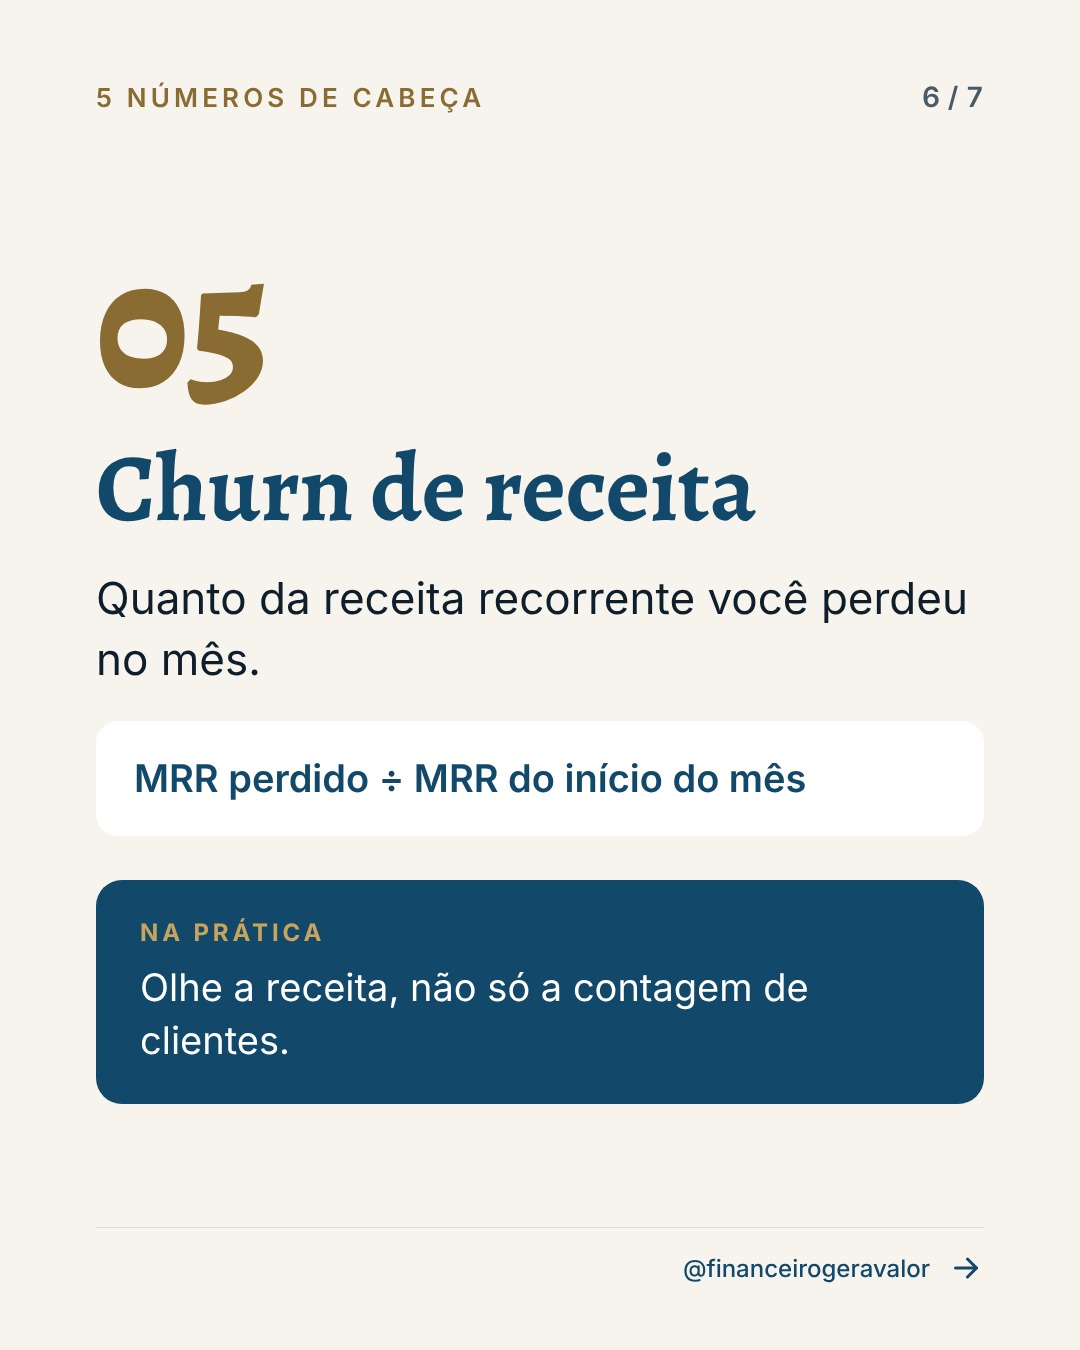 5 NÚMEROS DE CABEÇA
6 / 7
05
Churn de receita
Quanto da receita recorrente você perdeu
no mês.
MRR perdido ÷ MRR do início do mês
NA PRÁTICA
Olhe a receita, não só a contagem de
clientes.
@financeirogeravalor →